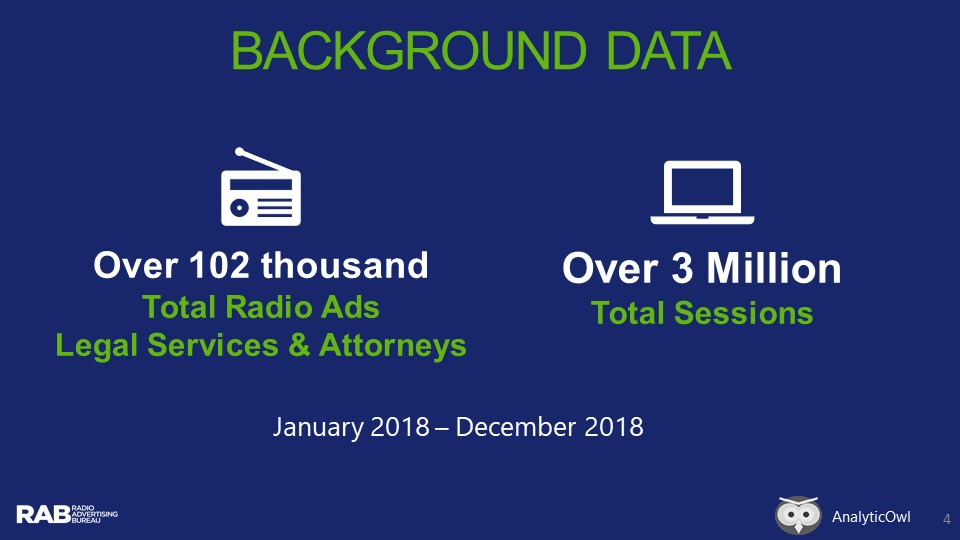 BACKGROUND DATA
Over 102 thousand
Total Radio Ads
Legal Services & Attorneys
Over 3 Million
Total Sessions
January 2018 – December 2018
RAB RADIO
ADVERTISING
BUREAU
AnalyticOwl
4